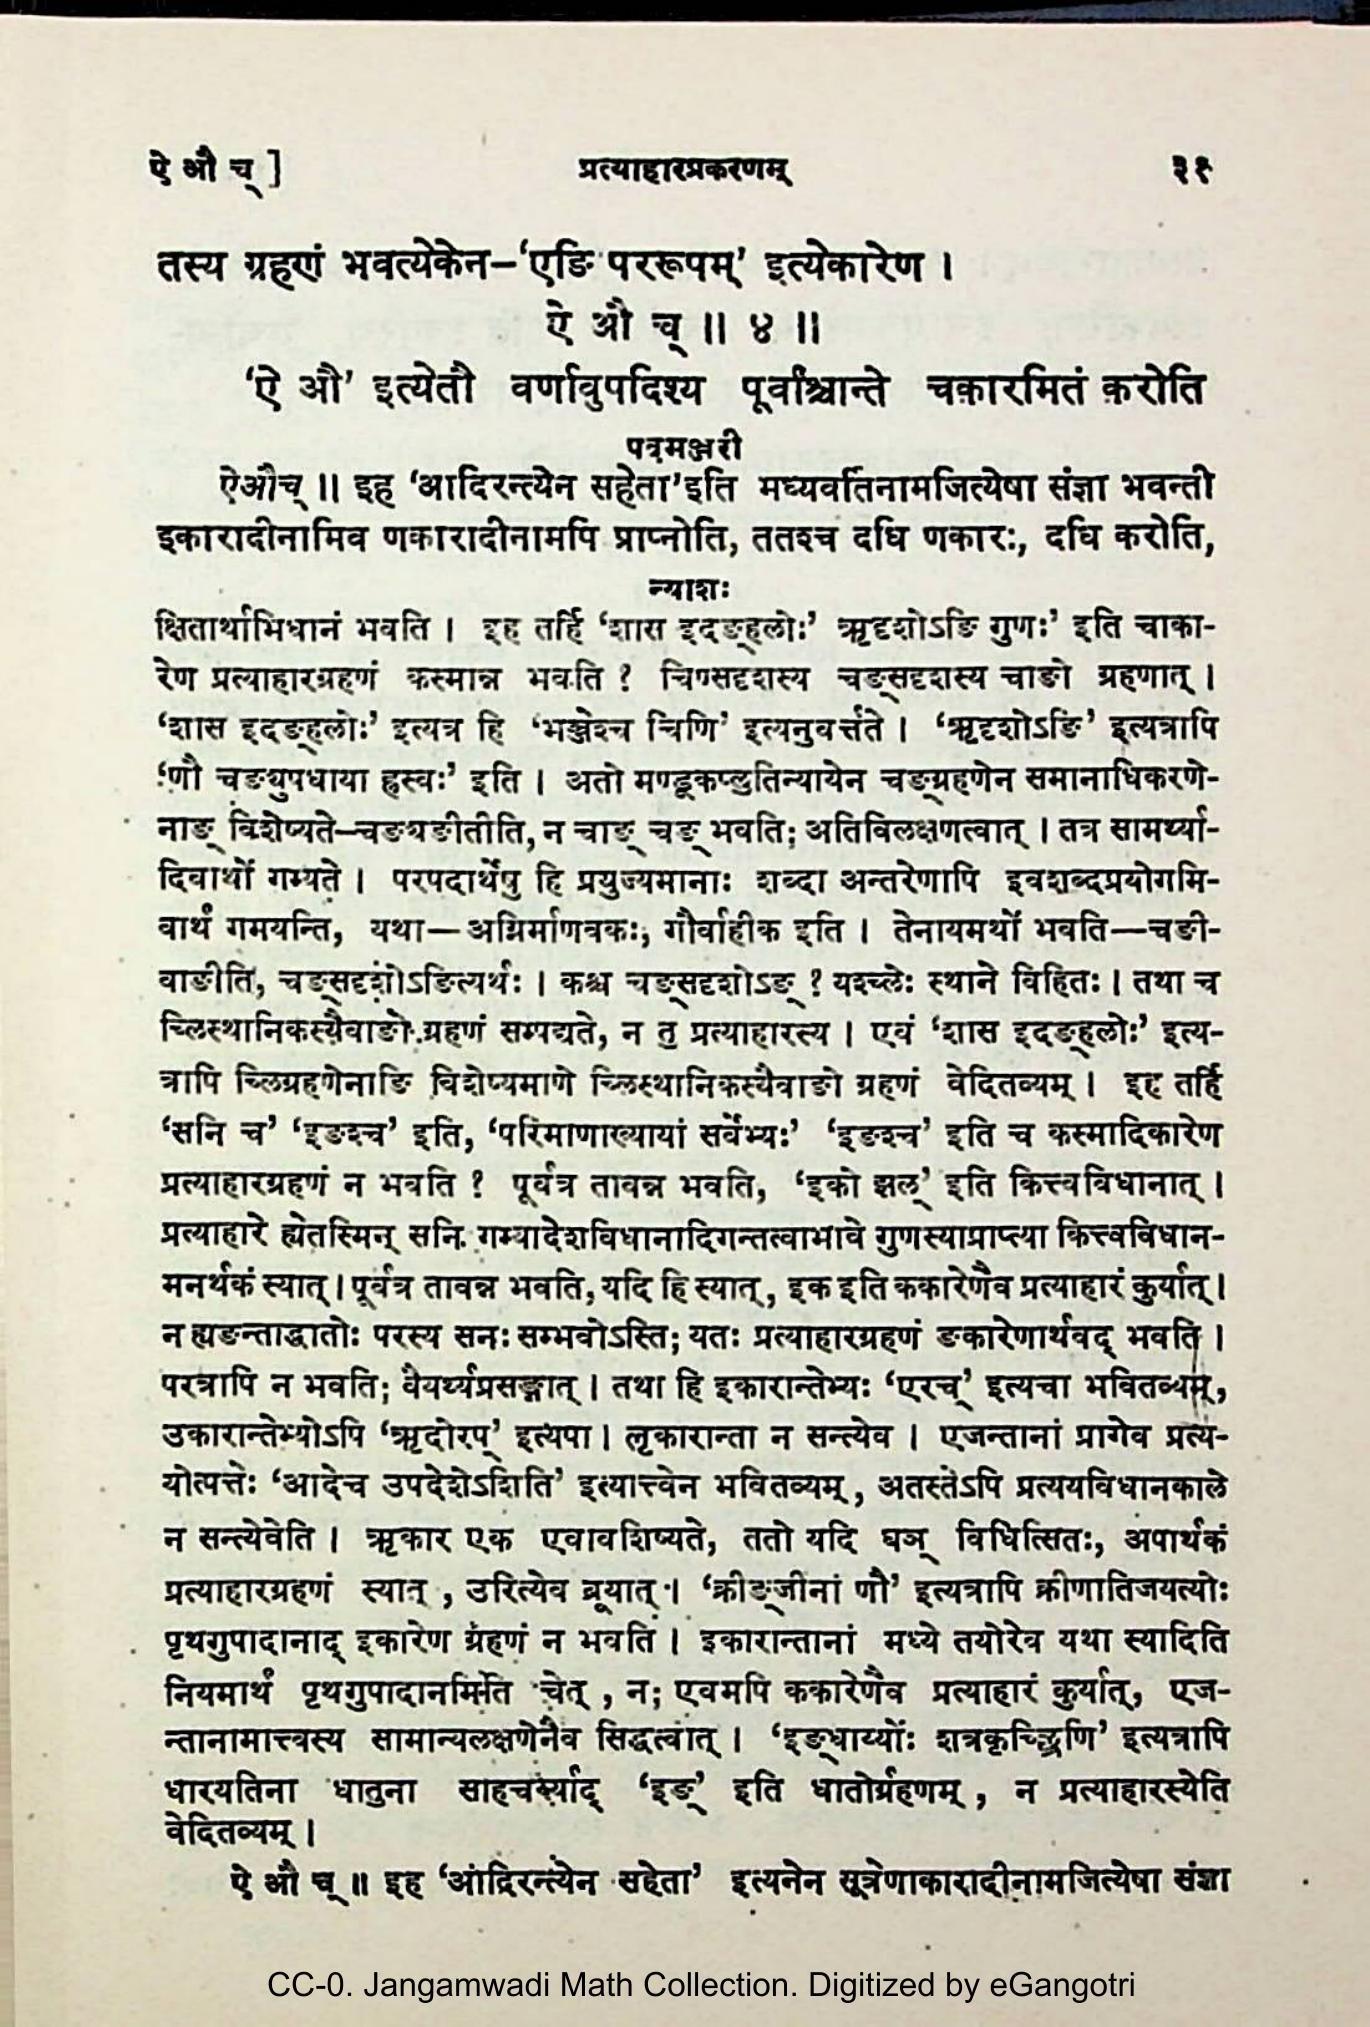 ऐ औ च् ] प्रत्याहारप्रकरणम् ३१
तस्य ग्रहणं भवत्येकेन–‘एङि पररूपम्’ इत्येकारेण ।
ऐ औ च् ॥ ४ ॥
‘ऐ औ’ इत्येतौ वर्णावुपदिश्य पूर्वांश्चान्ते चकारमितं करोति
पदमञ्जरी
ऐऔच् ॥ इह ‘आदिरन्त्येन सहेता’इति मध्यवर्तिनामजित्येषा संज्ञा भवन्ती
इकारादीनामिव णकारादीनामपि प्राप्नोति, ततश्च दधि णकारः, दधि करोति,
न्याशः
क्षितार्थाभिधानं भवति । इह तर्हि ‘शास इदङ्हलोः’ ऋदृशोऽङि गुणः’ इति चाका-
रेण प्रत्याहारग्रहणं कस्मान्न भवति ? चिण्सदृशस्य चङ्सदृशस्य चाङो ग्रहणात् ।
‘शास इदङ्हलोः’ इत्यत्र हि ‘भञ्जेश्च चिणि’ इत्यनुवर्त्तते । ‘ऋदृशोऽङि’ इत्यत्रापि
‘णौ चङ्युपधाया ह्रस्वः’ इति । अतो मण्डूकप्लुतिन्यायेन चङ्ग्रहणेन समानाधिकरणे-
नाङ् विशेष्यते–चङ्यङीतीति, न चाङ् चङ् भवति; अतिविलक्षणत्वात् । तत्र सामर्थ्या-
दिवार्थो गम्यते । परपदार्थेषु हि प्रयुज्यमानाः शब्दा अन्तरेणापि इवशब्दप्रयोगमि-
वार्थं गमयन्ति, यथा—अग्निर्माणवकः, गौर्वाहीक इति । तेनायमर्थो भवति—चङी-
वाङीति, चङ्सदृशोऽङित्यर्थः । कश्च चङ्सदृशोऽङ् ? यश्च्लेः स्थाने विहितः । तथा च
च्लिस्थानिकस्यैवाङो ग्रहणं सम्पद्यते, न तु प्रत्याहारस्य । एवं ‘शास इदङ्हलोः’ इत्य-
त्रापि च्लिग्रहणेनाङि विशेष्यमाणे च्लिस्थानिकस्यैवाङो ग्रहणं वेदितव्यम् । इह तर्हि
‘सनि च’ ‘इङश्च’ इति, ‘परिमाणाख्यायां सर्वेभ्यः’ ‘इङश्च’ इति च कस्मादिकारेण
प्रत्याहारग्रहणं न भवति ? पूर्वत्र तावन्न भवति, ‘इको झल्’ इति कित्त्वविधानात् ।
प्रत्याहारे ह्येतस्मिन् सनि गम्यादेशविधानादिगन्तत्वाभावे गुणस्याप्राप्त्या कित्त्वविधान-
मनर्थकं स्यात् । पूर्वत्र तावन्न भवति, यदि हि स्यात्, इक इति ककारेणैव प्रत्याहारं कुर्यात् ।
न ह्यङन्ताद्धातोः परस्य सनः सम्भवोऽस्ति; यतः प्रत्याहारग्रहणं ङकारेणार्थवद् भवति ।
परत्रापि न भवति; वैयर्थ्यप्रसङ्गात् । तथा हि इकारान्तेभ्यः ‘एरच्’ इत्यचा भवितव्यम्,
उकारान्तेभ्योऽपि ‘ॠदोरप्’ इत्यपा । लृकारान्ता न सन्त्येव । एजन्तानां प्रागेव प्रत्य-
योत्पत्तेः ‘आदेच उपदेशेऽशिति’ इत्यात्त्वेन भवितव्यम्, अतस्तेऽपि प्रत्ययविधानकाले
न सन्त्येवेति । ऋकार एक एवावशिष्यते, ततो यदि घञ् विधित्सितः, अपार्थकं
प्रत्याहारग्रहणं स्यात्, उरित्येव ब्रूयात् । ‘क्रीङ्जीनां णौ’ इत्यत्रापि क्रीणातिजयत्योः
पृथगुपादानाद् इकारेण ग्रहणं न भवति । इकारान्तानां मध्ये तयोरेव यथा स्यादिति
नियमार्थं पृथगुपादानमिति चेत्, न; एवमपि ककारेणैव प्रत्याहारं कुर्यात्, एज-
न्तानामात्त्वस्य सामान्यलक्षणेनैव सिद्धत्वात् । ‘इङ्धाय्योः शत्रकृच्छ्रिणि’ इत्यत्रापि
धारयतिना धातुना साहचर्याद् ‘इङ्’ इति धातोर्ग्रहणम्, न प्रत्याहारस्येति
वेदितव्यम् ।
ऐ औ च् ॥ इह ‘आदिरन्त्येन सहेता’ इत्यनेन सूत्रेणाकारादीनामजित्येषा संज्ञा
CC-0. Jangamwadi Math Collection. Digitized by eGangotri